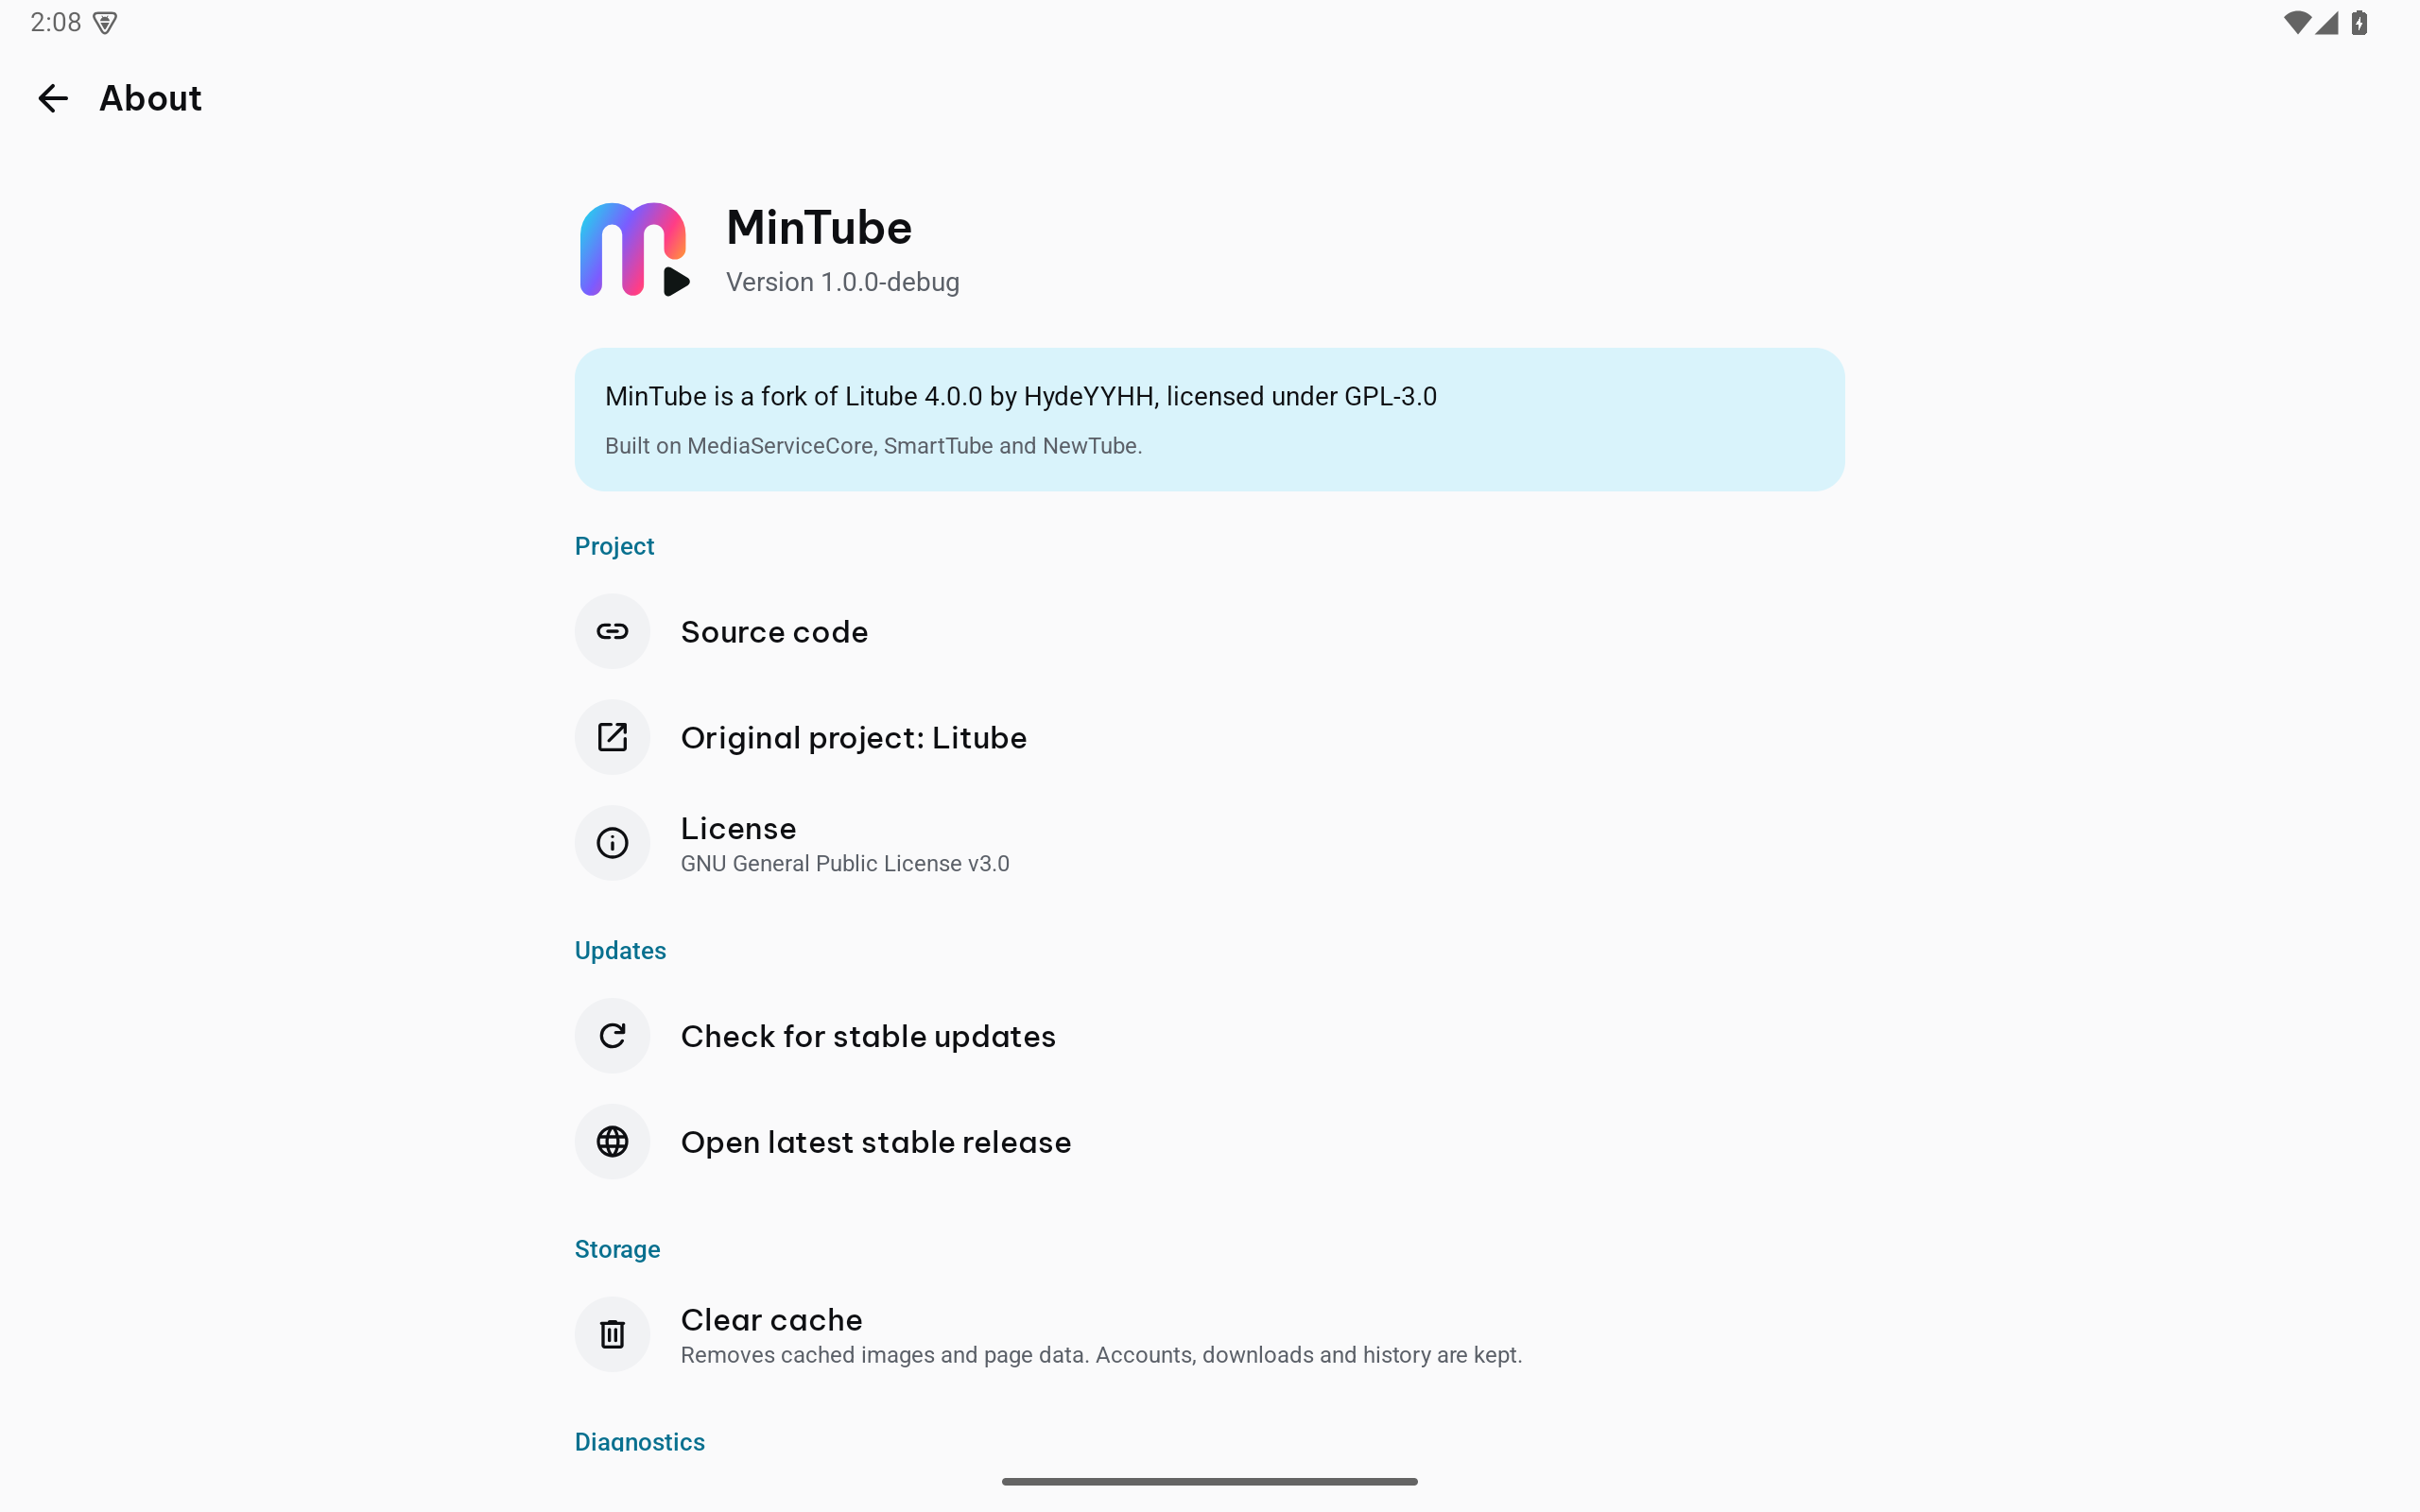 2:08
About
MinTube
Version 1.0.0-debug
MinTube is a fork of Litube 4.0.0 by HydeYYHH, licensed under GPL-3.0
Built on MediaServiceCore, SmartTube and NewTube.
Project
Source code
Original project: Litube
License
GNU General Public License v3.0
Updates
Check for stable updates
Open latest stable release
Storage
Clear cache
Removes cached images and page data. Accounts, downloads and history are kept.
Diagnostics